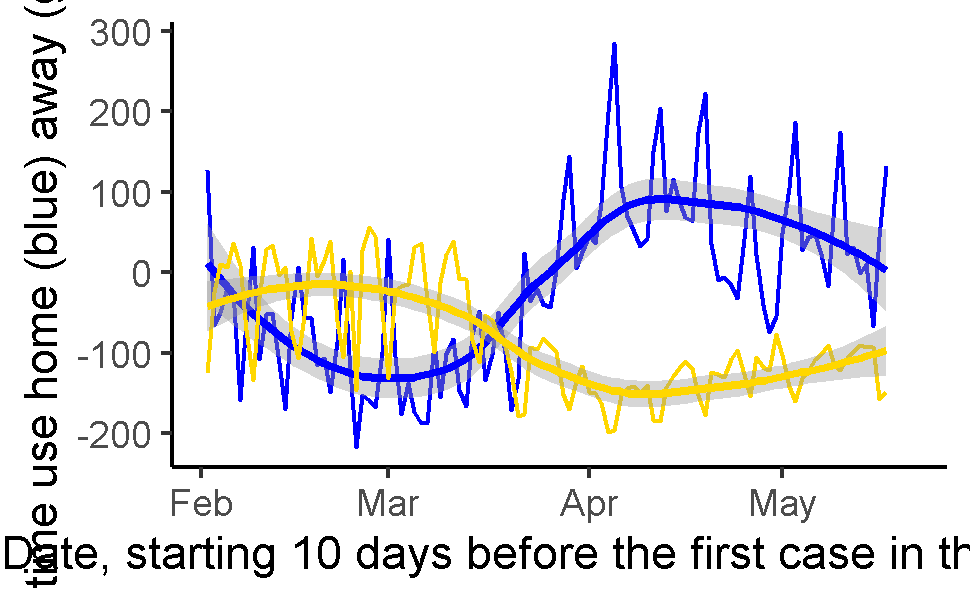 time use home (blue) away (
300
200
100
0
-100
-200
Feb Mar Apr May
Date, starting 10 days before the first case in th